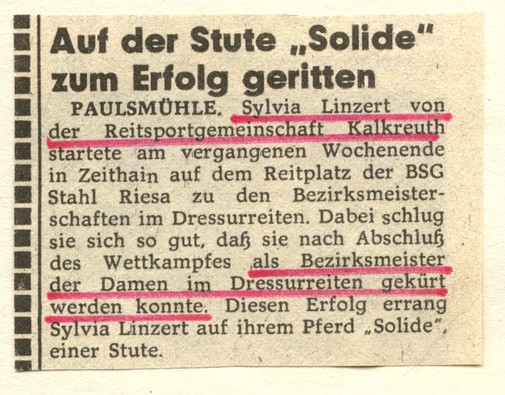 Auf der Stute „Solide“
zum Erfolg geritten
PAULSMÜHLE. Sylvia Linzert von
der Reitsportgemeinschaft Kalkreuth
startete am vergangenen Wochenende
in Zeithain auf dem Reitplatz der BSG
Stahl Riesa zu den Bezirksmeister-
schaften im Dressurreiten. Dabei schlug
sie sich so gut, daß sie nach Abschluß
des Wettkampfes als Bezirksmeister
der Damen im Dressurreiten gekürt
werden konnte. Diesen Erfolg errang
Sylvia Linzert auf ihrem Pferd „Solide“,
einer Stute.